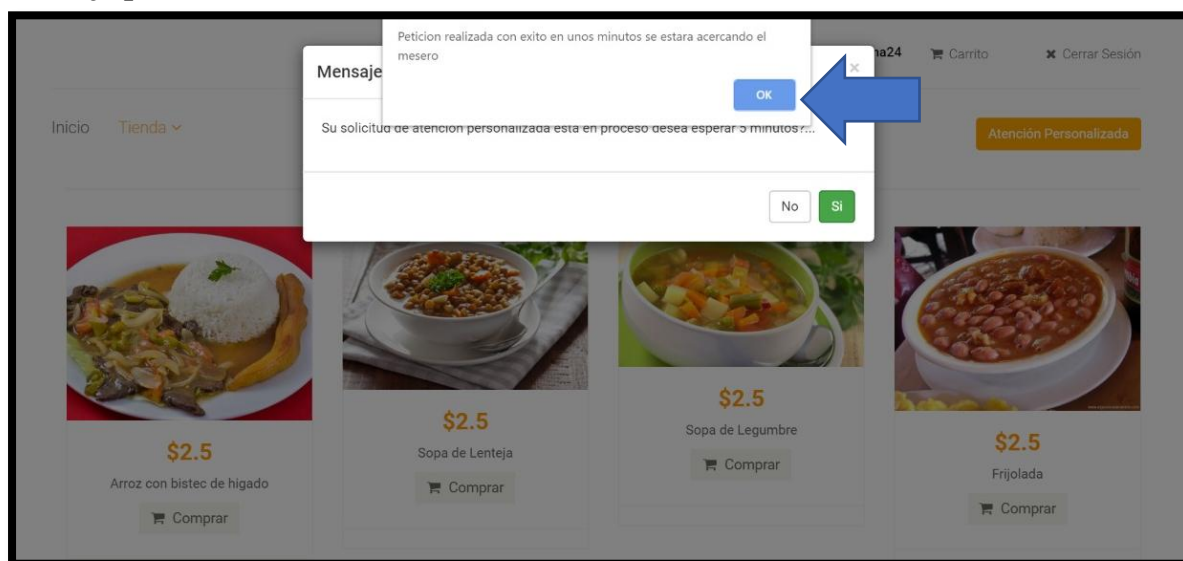 Peticion realizada con exito en unos minutos se estara acercando el
mesero
OK
na24
Carrito
✖ Cerrar Sesión
Mensaje
×
Inicio
Tienda
Su solicitud de atención personalizada está en proceso desea esperar 5 minutos?...
Atención Personalizada
No
Si
$2.5
Arroz con bistec de higado
Comprar
$2.5
Sopa de Lenteja
Comprar
$2.5
Sopa de Legumbre
Comprar
$2.5
Frijolada
Comprar